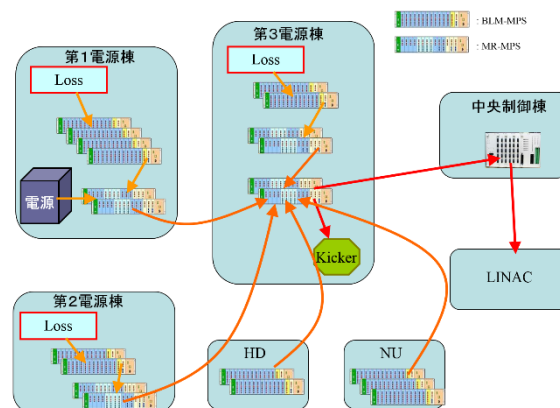 第1電源棟
Loss
電源
第3電源棟
Loss
Kicker
: BLM-MPS
: MR-MPS
中央制御棟
LINAC
第2電源棟
Loss
HD
NU